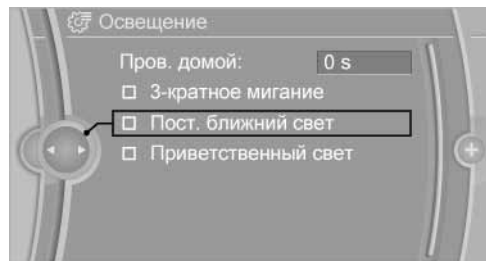 Освещение
Пров. домой: 0 s
3-кратное мигание
Пост. ближний свет
Приветственный свет